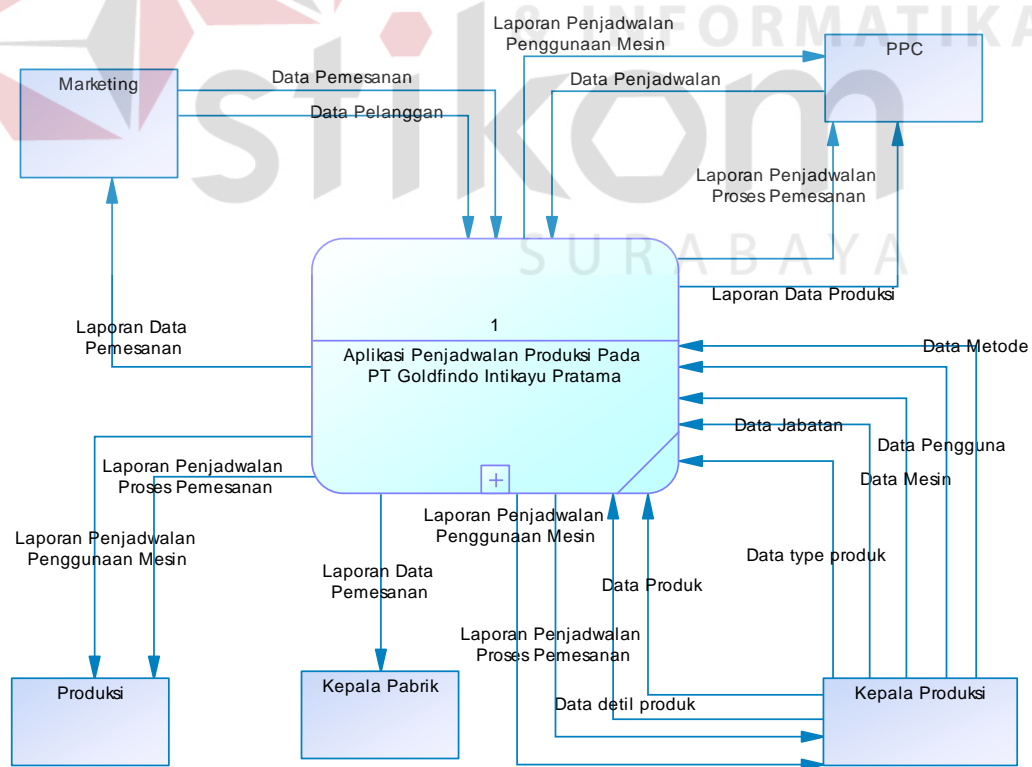 & INFORMATIKA
stikom
SURABAYA
Laporan Penjadwalan
Penggunaan Mesin
PPC
Marketing
Data Pemesanan
Data Penjadwalan
Data Pelanggan
Laporan Penjadwalan
Proses Pemesanan
Laporan Data Produksi
1
Aplikasi Penjadwalan Produksi Pada
PT Goldfindo Intikayu Pratama
Laporan Data
Pemesanan
Data Metode
Data Jabatan
Data Pengguna
Data Mesin
Laporan Penjadwalan
Proses Pemesanan
Laporan Penjadwalan
Penggunaan Mesin
Laporan Penjadwalan
Penggunaan Mesin
Data type produk
Laporan Data
Pemesanan
Data Produk
Laporan Penjadwalan
Proses Pemesanan
Data detil produk
Produksi
Kepala Pabrik
Kepala Produksi